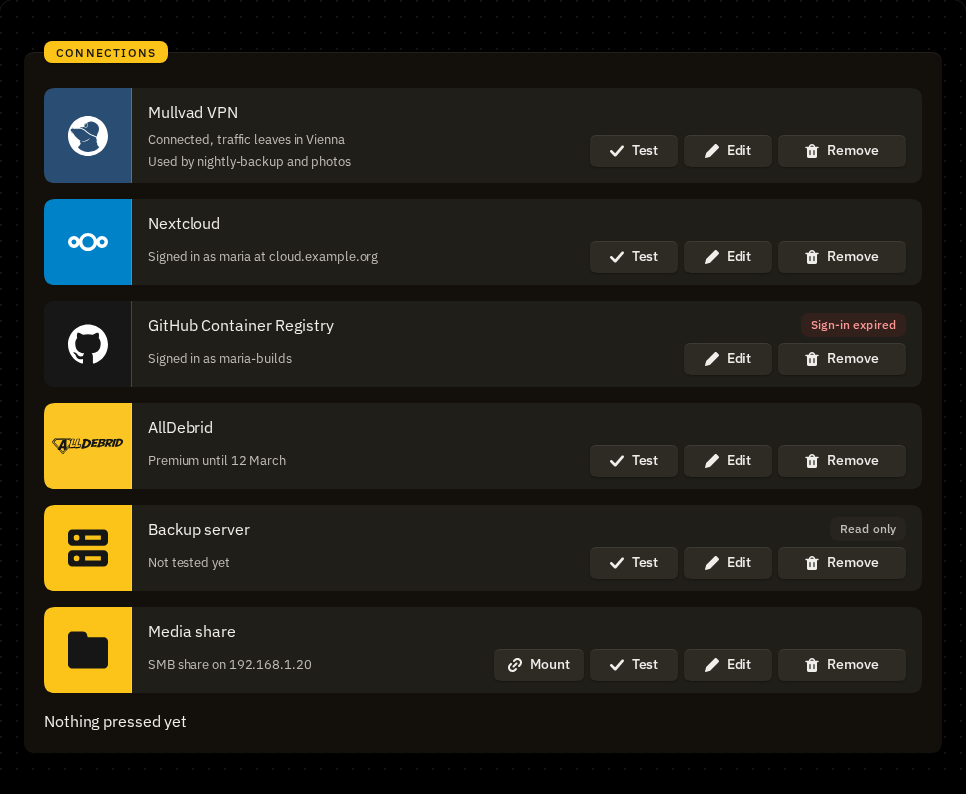 CONNECTIONS
Mullvad VPN
Connected, traffic leaves in Vienna
Used by nightly-backup and photos
Test Edit Remove
Nextcloud
Signed in as maria at cloud.example.org
Test Edit Remove
GitHub Container Registry
Sign-in expired
Signed in as maria-builds
Edit Remove
ALLDEBRID
AllDebrid
Premium until 12 March
Test Edit Remove
Backup server
Read only
Not tested yet
Test Edit Remove
Media share
SMB share on 192.168.1.20
Mount Test Edit Remove
Nothing pressed yet